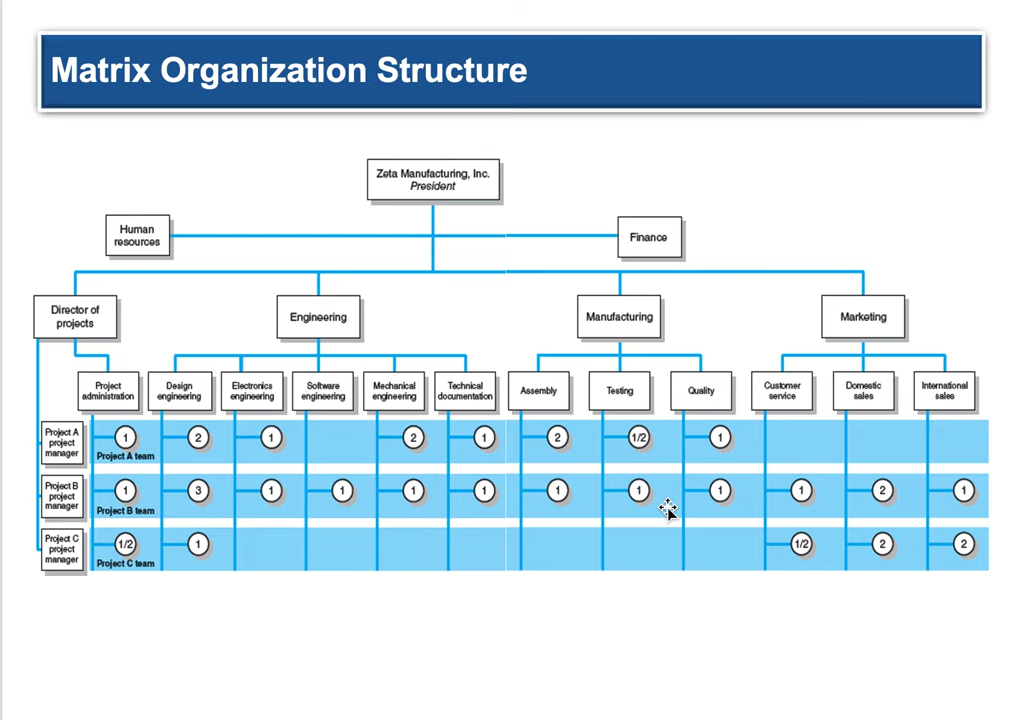 Matrix Organization Structure
Zeta Manufacturing, Inc.
President
Human
resources
Finance
Director of
projects
Engineering
Manufacturing
Marketing
Project
administration
Design
engineering
Electronics
engineering
Software
engineering
Mechanical
engineering
Technical
documentation
Assembly
Testing
Quality
Customer
service
Domestic
sales
International
sales
Project A
project
manager
1
2
1
2
1
2
1/2
1
Project A team
Project B
project
manager
1
3
1
1
1
1
1
1
1
1
2
1
Project B team
Project C
project
manager
1/2
1
1/2
2
2
Project C team